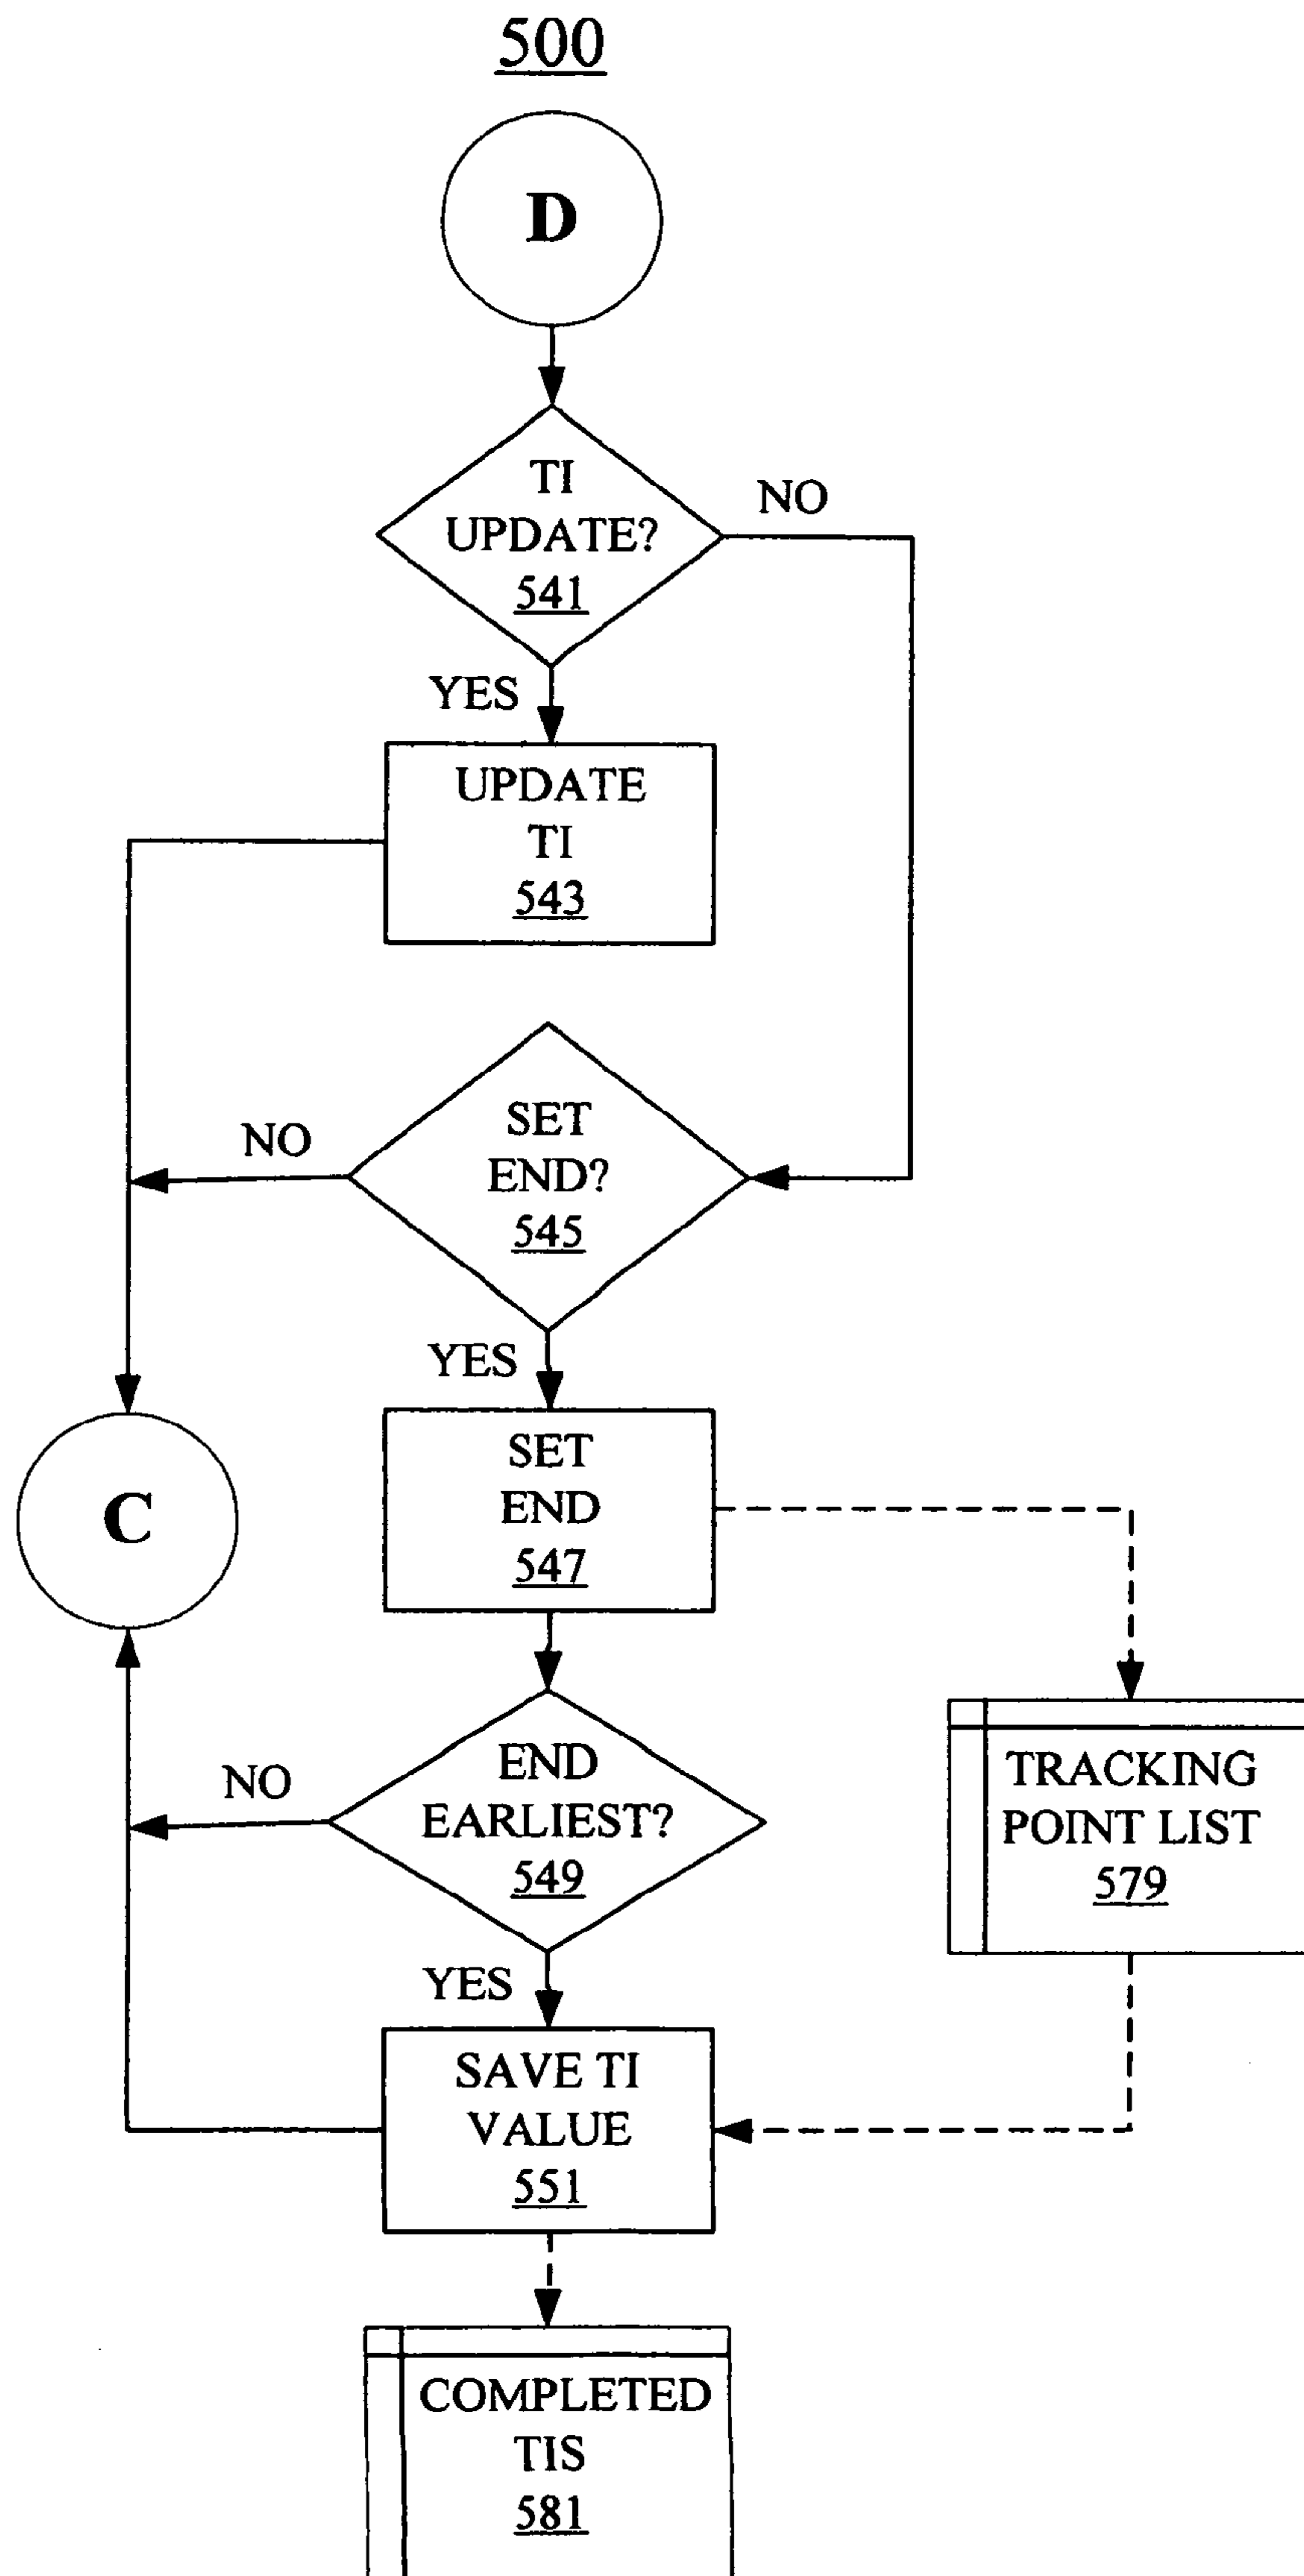 500
D
TI
UPDATE?
541
NO
YES
UPDATE
TI
543
SET
END?
545
NO
YES
SET
END
547
C
END
EARLIEST?
549
NO
TRACKING
POINT LIST
579
YES
SAVE TI
VALUE
551
COMPLETED
TIS
581